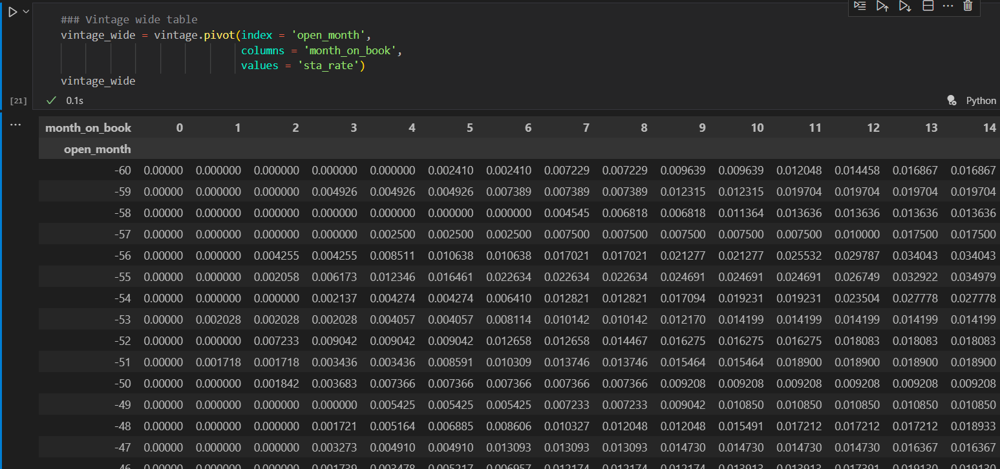 ### Vintage wide table
vintage_wide = vintage.pivot(index = 'open_month',
columns = 'month_on_book',
values = 'sta_rate')
vintage_wide
[21] 0.1s Python
...
month_on_book 0 1 2 3 4 5 6 7 8 9 10 11 12 13 14
open_month
-60 0.00000 0.000000 0.000000 0.000000 0.000000 0.002410 0.002410 0.007229 0.007229 0.009639 0.009639 0.012048 0.014458 0.016867 0.016867
-59 0.00000 0.000000 0.000000 0.004926 0.004926 0.004926 0.007389 0.007389 0.007389 0.012315 0.012315 0.019704 0.019704 0.019704 0.019704
-58 0.00000 0.000000 0.000000 0.000000 0.000000 0.000000 0.000000 0.004545 0.006818 0.006818 0.011364 0.013636 0.013636 0.013636 0.013636
-57 0.00000 0.000000 0.000000 0.000000 0.002500 0.002500 0.002500 0.007500 0.007500 0.007500 0.007500 0.007500 0.010000 0.017500 0.017500
-56 0.00000 0.000000 0.004255 0.004255 0.008511 0.010638 0.010638 0.017021 0.017021 0.021277 0.021277 0.025532 0.029787 0.034043 0.034043
-55 0.00000 0.000000 0.002058 0.006173 0.012346 0.016461 0.022634 0.022634 0.022634 0.024691 0.024691 0.024691 0.026749 0.032922 0.034979
-54 0.00000 0.000000 0.000000 0.002137 0.004274 0.004274 0.006410 0.012821 0.012821 0.017094 0.019231 0.019231 0.023504 0.027778 0.027778
-53 0.00000 0.002028 0.002028 0.002028 0.004057 0.004057 0.008114 0.010142 0.010142 0.012170 0.014199 0.014199 0.014199 0.014199 0.014199
-52 0.00000 0.000000 0.007233 0.009042 0.009042 0.009042 0.012658 0.012658 0.014467 0.016275 0.016275 0.016275 0.018083 0.018083 0.018083
-51 0.00000 0.001718 0.001718 0.003436 0.003436 0.008591 0.010309 0.013746 0.013746 0.015464 0.015464 0.018900 0.018900 0.018900 0.018900
-50 0.00000 0.000000 0.001842 0.003683 0.007366 0.007366 0.007366 0.007366 0.007366 0.009208 0.009208 0.009208 0.009208 0.009208 0.009208
-49 0.00000 0.000000 0.000000 0.000000 0.005425 0.005425 0.005425 0.007233 0.007233 0.009042 0.010850 0.010850 0.010850 0.010850 0.010850
-48 0.00000 0.000000 0.000000 0.001721 0.005164 0.006885 0.008606 0.010327 0.012048 0.012048 0.015491 0.017212 0.017212 0.017212 0.018933
-47 0.00000 0.000000 0.000000 0.003273 0.004910 0.004910 0.013093 0.013093 0.013093 0.014730 0.014730 0.014730 0.014730 0.016367 0.016367